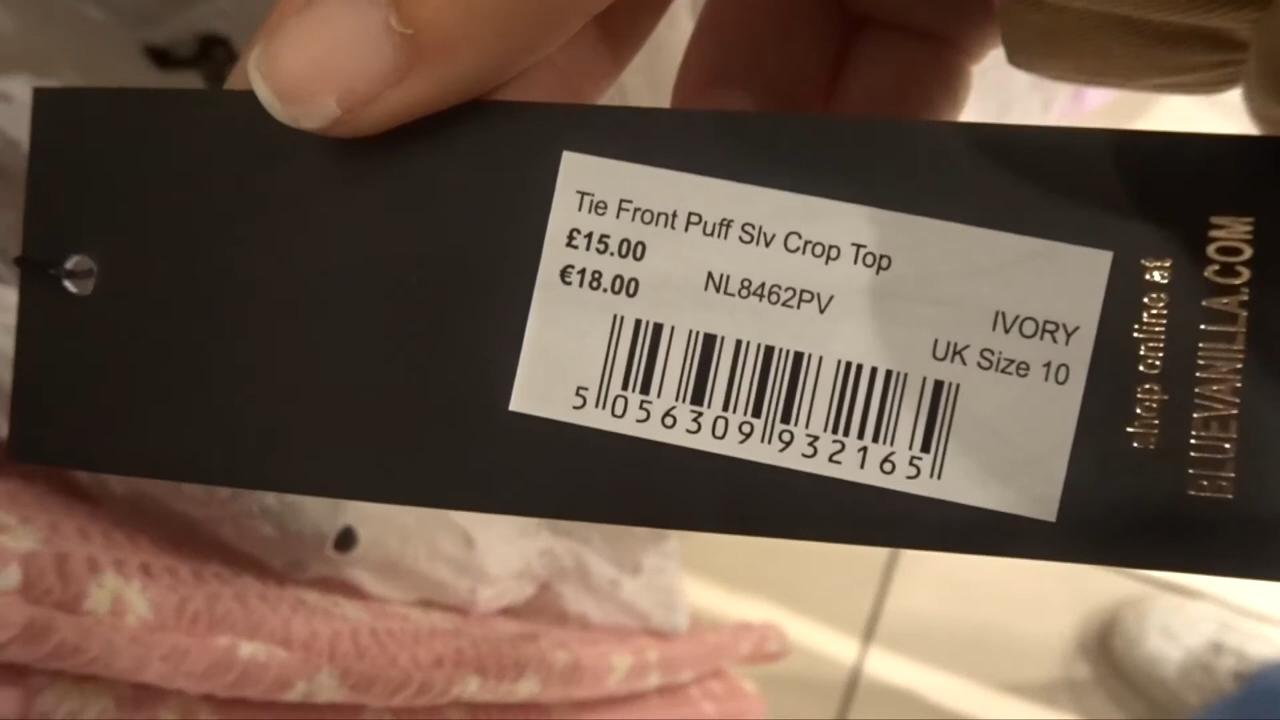 Tie Front Puff Slv Crop Top
£15.00
€18.00
NL8462PV
IVORY
UK Size 10
5 056309 932165
shop online at
BLUEVANILLA.COM